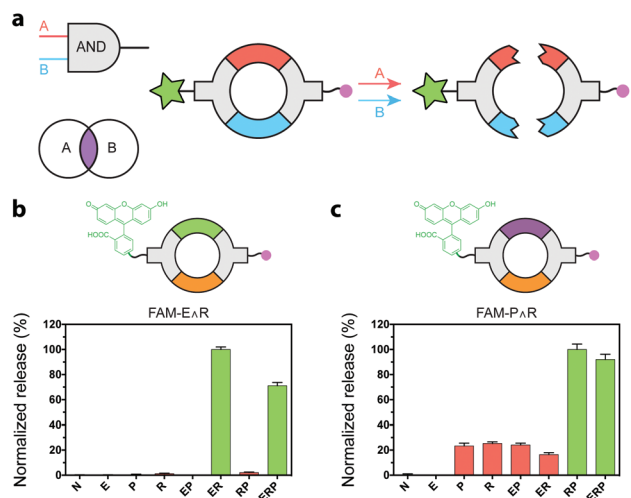 a
A
B
AND
A B
A
B
b
c
O OH
HOOC
O OH
HOOC
FAM-E∧R
Normalized release (%)
120
100
80
60
40
20
0
N E P R EP ER RP ERP
FAM-P∧R
Normalized release (%)
120
100
80
60
40
20
0
N E P R EP ER RP ERP